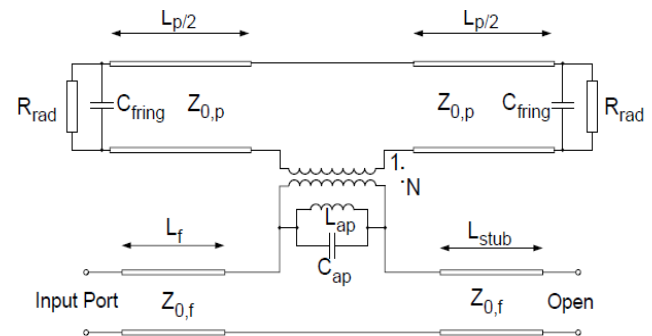 Lp/2 Lp/2
Rrad Cfring Z0,p Z0,p Cfring Rrad
1.
.N
Lap
Lf Lstub
Cap
Input Port Z0,f Z0,f Open